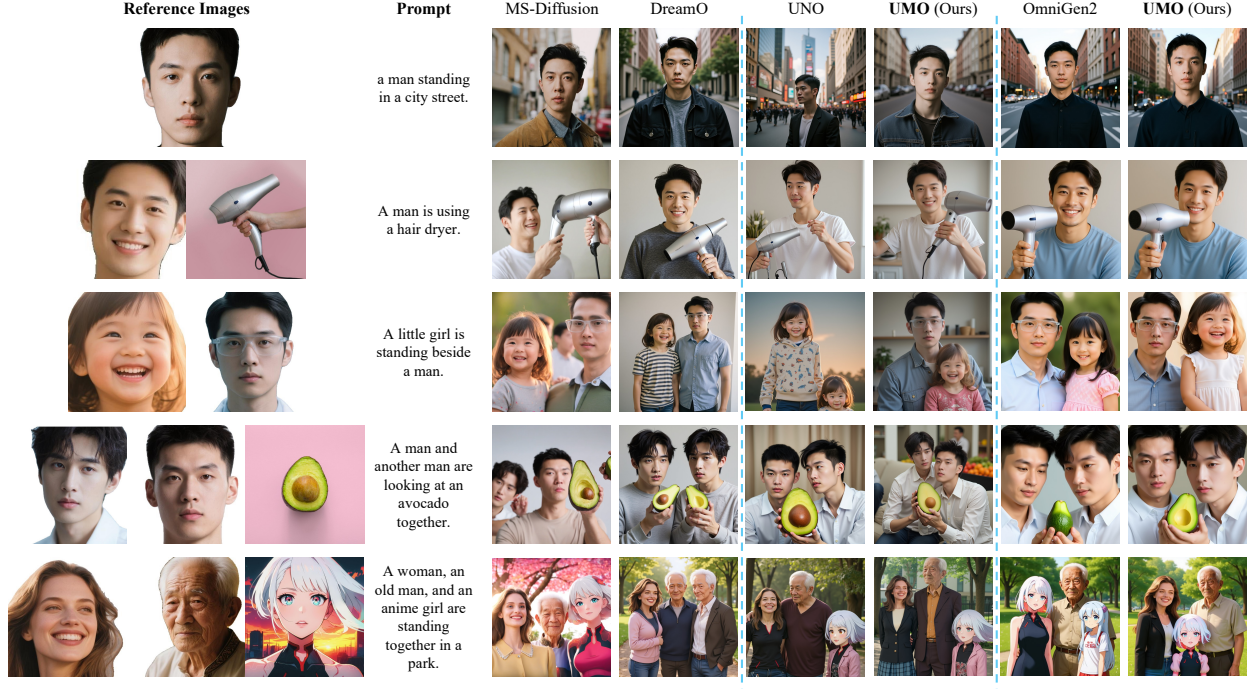 Reference Images Prompt MS-Diffusion DreamO UNO UMO (Ours) OmniGen2 UMO (Ours)
a man standing
in a city street.
A man is using
a hair dryer.
A little girl is
standing beside
a man.
A man and
another man are
looking at an
avocado
together.
A woman, an
old man, and an
anime girl are
standing
together in a
park.